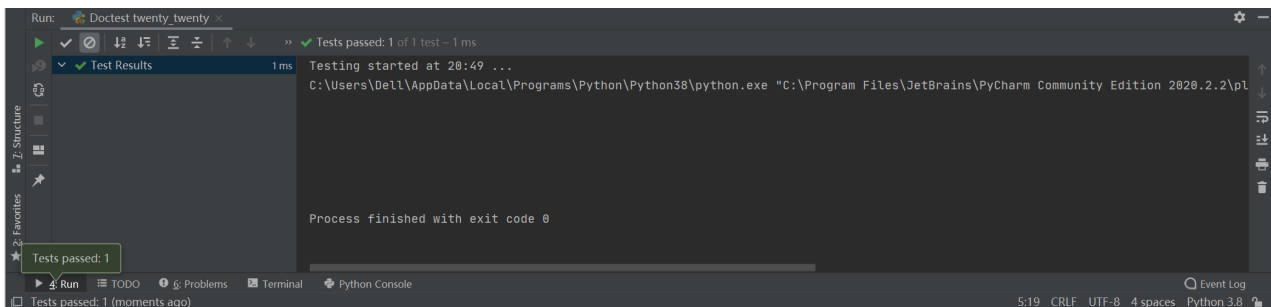 Run: Doctest twenty_twenty ×
» Tests passed: 1 of 1 test – 1 ms
Test Results 1 ms
Testing started at 20:49 ...
C:\Users\Dell\AppData\Local\Programs\Python\Python38\python.exe "C:\Program Files\JetBrains\PyCharm Community Edition 2020.2.2\pl
Process finished with exit code 0
7: Structure
2: Favorites
Tests passed: 1
4: Run TODO 6: Problems Terminal Python Console Event Log
Tests passed: 1 (moments ago) 5:19 CRLF UTF-8 4 spaces Python 3.8